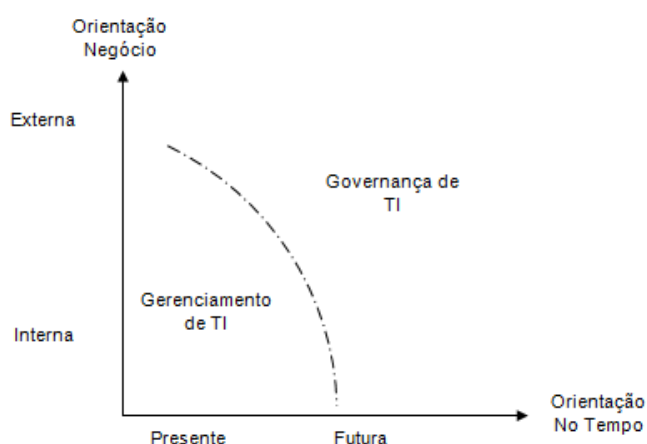 Orientação
Negócio
Externa
Governança de
TI
Gerenciamento
de TI
Interna
Orientação
No Tempo
Presente
Futura